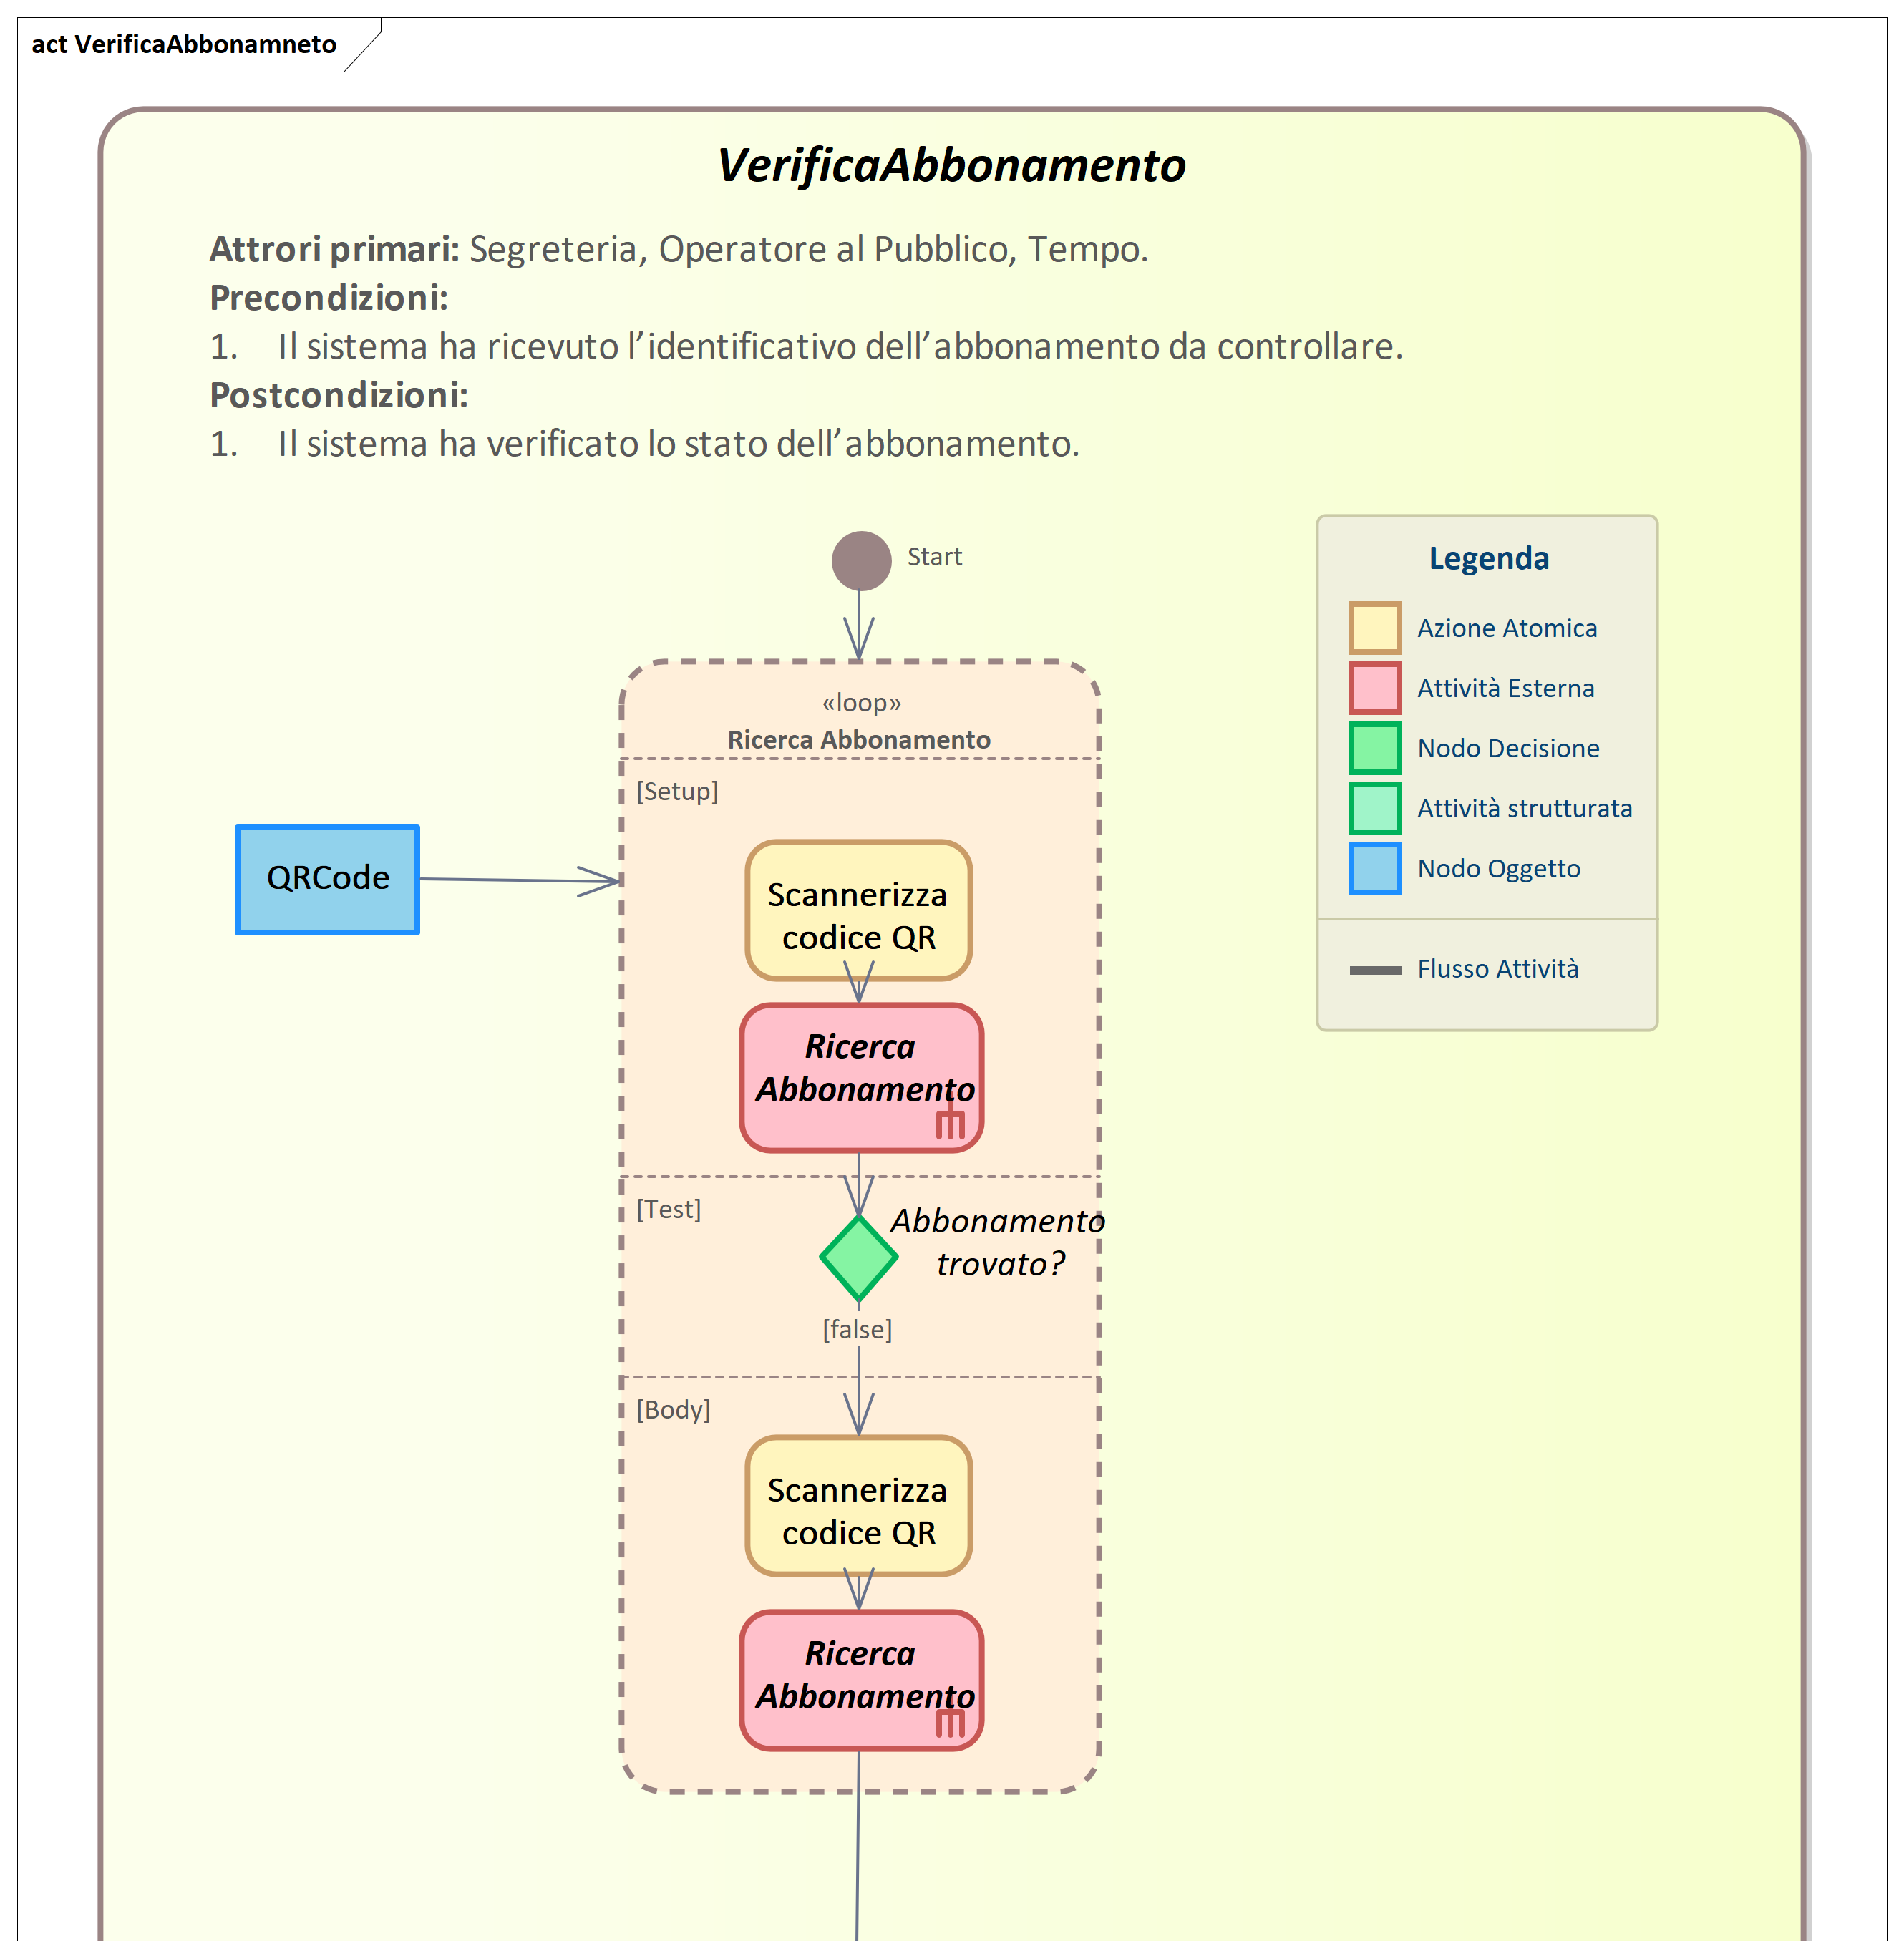 act VerificaAbbonamneto
VerificaAbbonamento
Attrori primari: Segreteria, Operatore al Pubblico, Tempo.
Precondizioni:
1. Il sistema ha ricevuto l’identificativo dell’abbonamento da controllare.
Postcondizioni:
1. Il sistema ha verificato lo stato dell’abbonamento.
Start
Legenda
Azione Atomica
Attività Esterna
Nodo Decisione
Attività strutturata
Nodo Oggetto
Flusso Attività
«loop»
Ricerca Abbonamento
[Setup]
QRCode
Scannerizza
codice QR
Ricerca
Abbonamento
[Test]
Abbonamento
trovato?
[false]
[Body]
Scannerizza
codice QR
Ricerca
Abbonamento